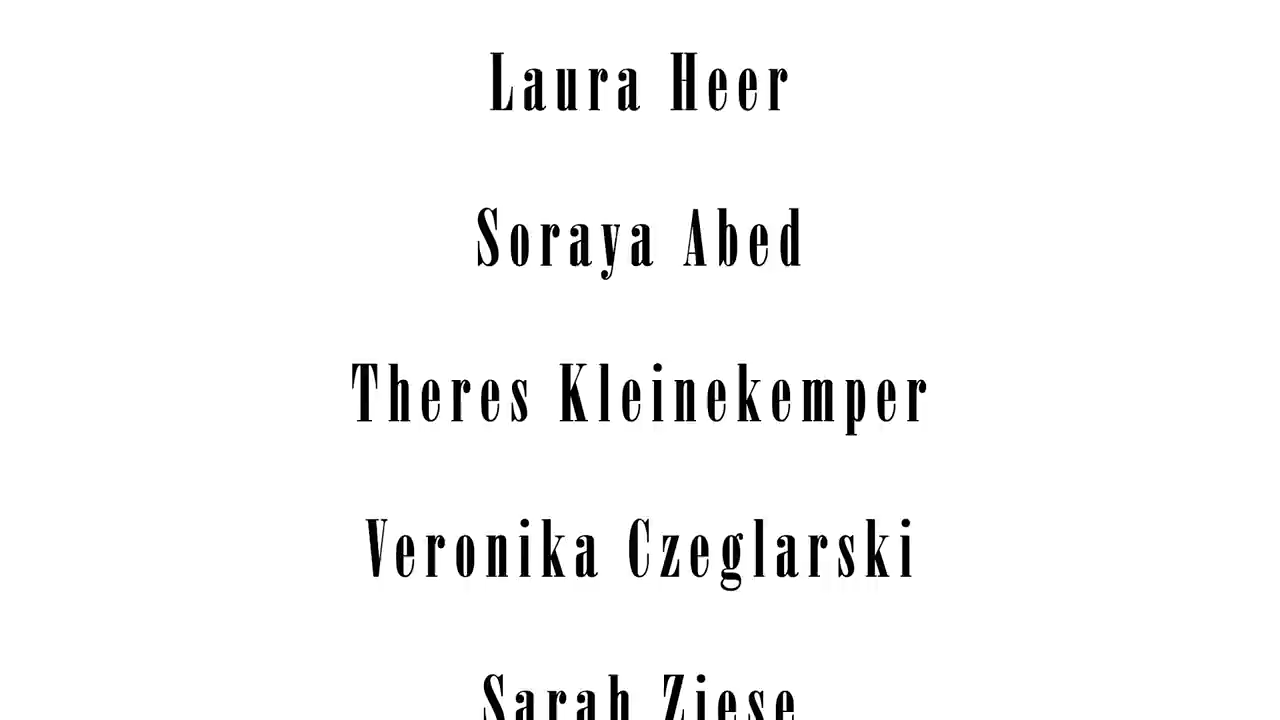 Laura Heer
Soraya Abed
Theres Kleinekemper
Veronika Czeglarski
Sarah Ziese